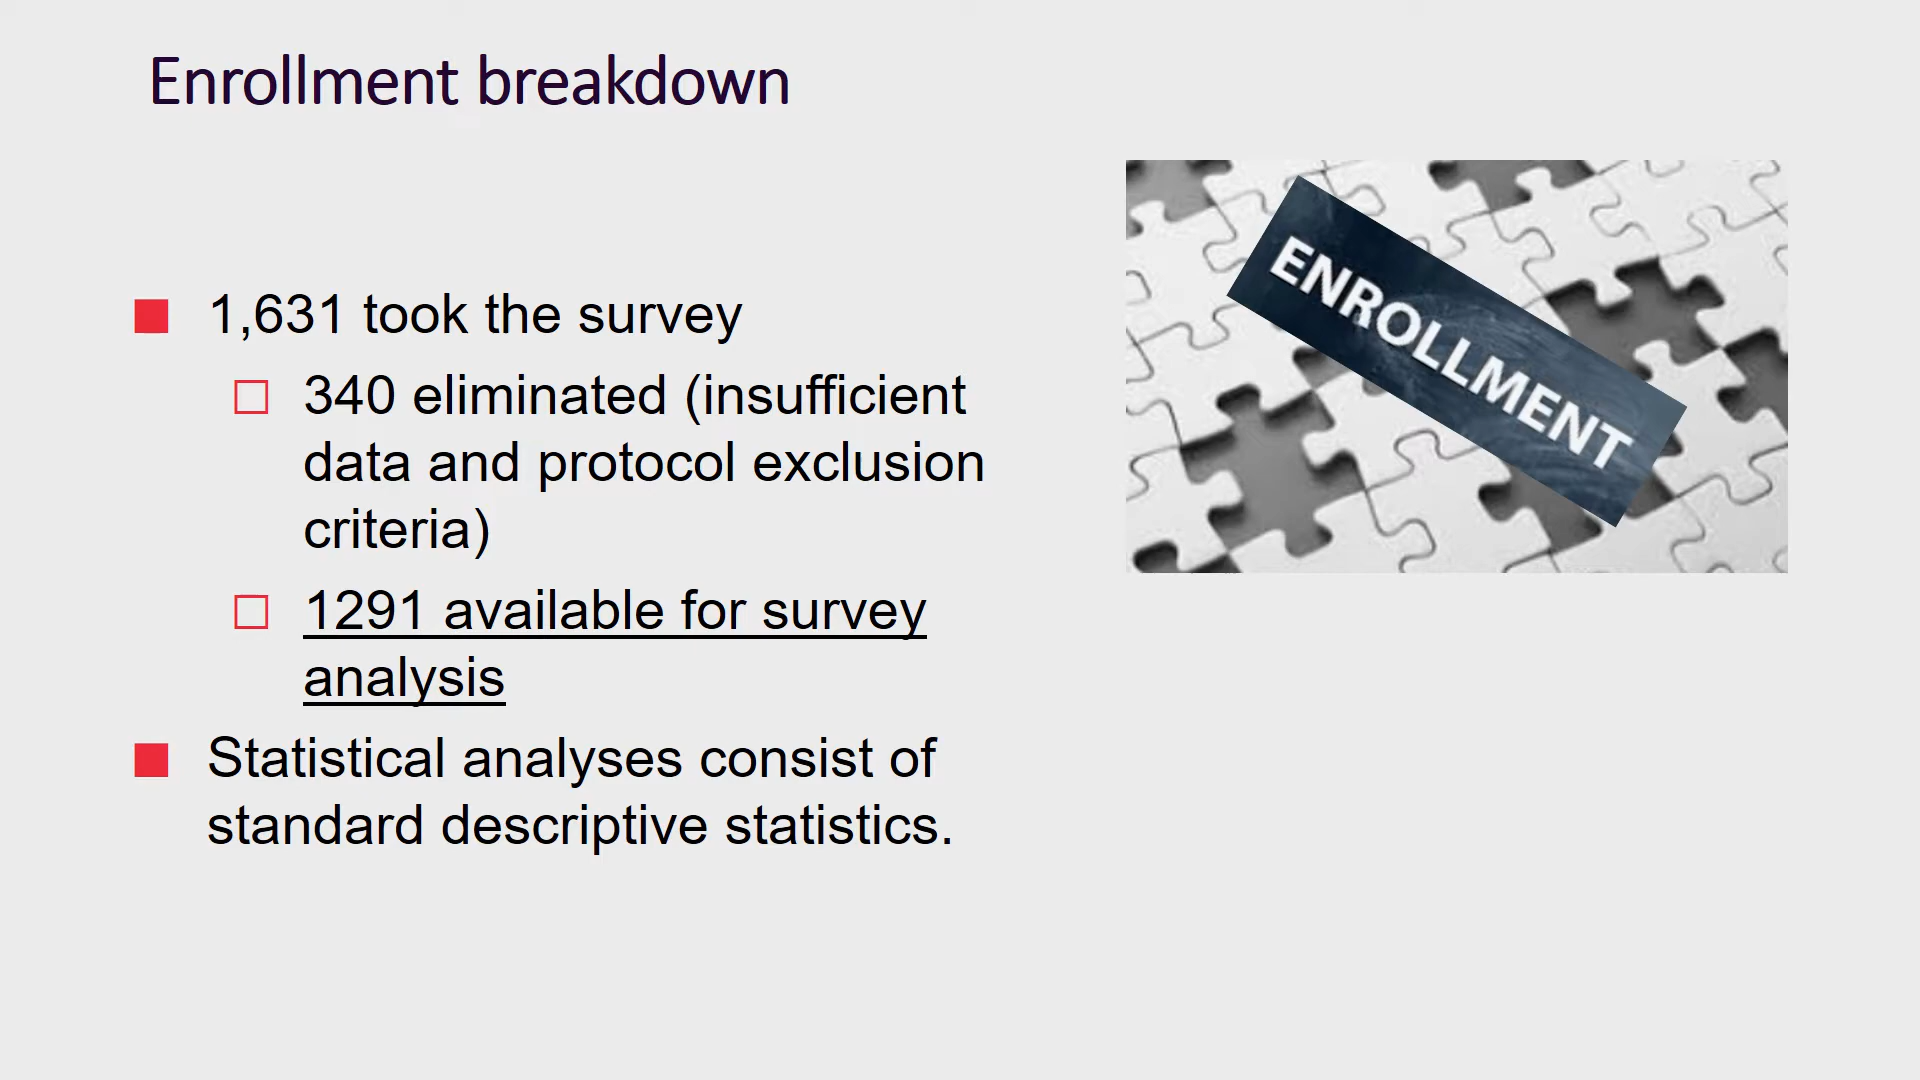 Enrollment breakdown
1,631 took the survey
340 eliminated (insufficient
data and protocol exclusion
criteria)
1291 available for survey
analysis
Statistical analyses consist of
standard descriptive statistics.
ENROLLMENT